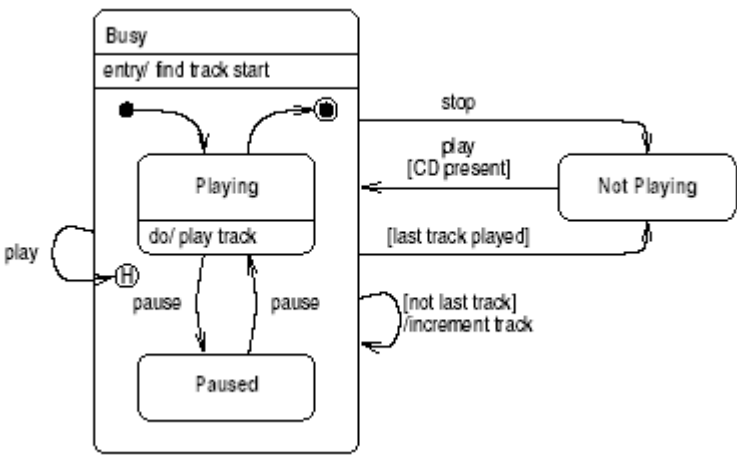 Busy
entry/ find track start
stop
play
[CD present]
Playing
Not Playing
do/ play track
[last track played]
play
H
pause
pause
[not last track]
/increment track
Paused